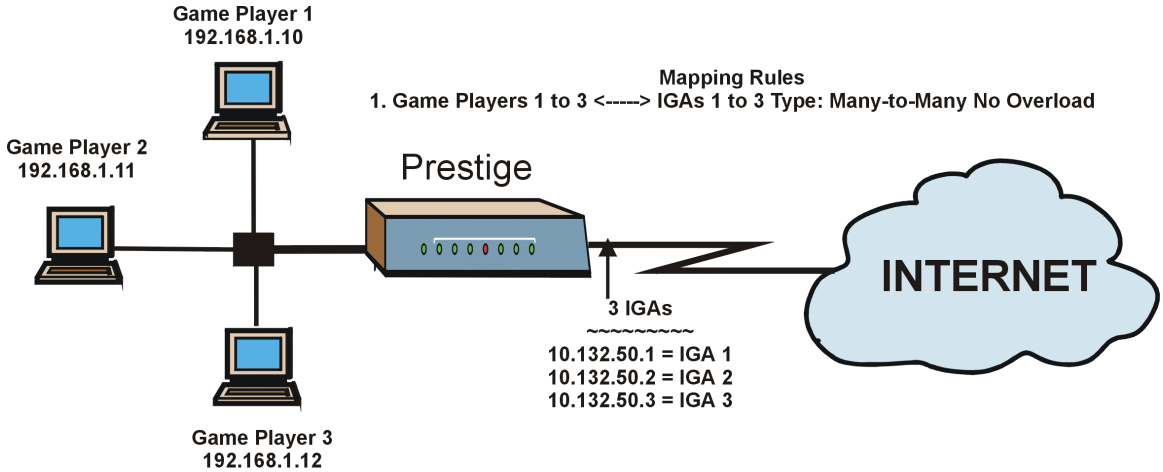 Game Player 1
192.168.1.10
Mapping Rules
1. Game Players 1 to 3 <-----> IGAs 1 to 3 Type: Many-to-Many No Overload
Game Player 2
192.168.1.11
Prestige
INTERNET
3 IGAs
~~~~~~~~~
10.132.50.1 = IGA 1
10.132.50.2 = IGA 2
10.132.50.3 = IGA 3
Game Player 3
192.168.1.12